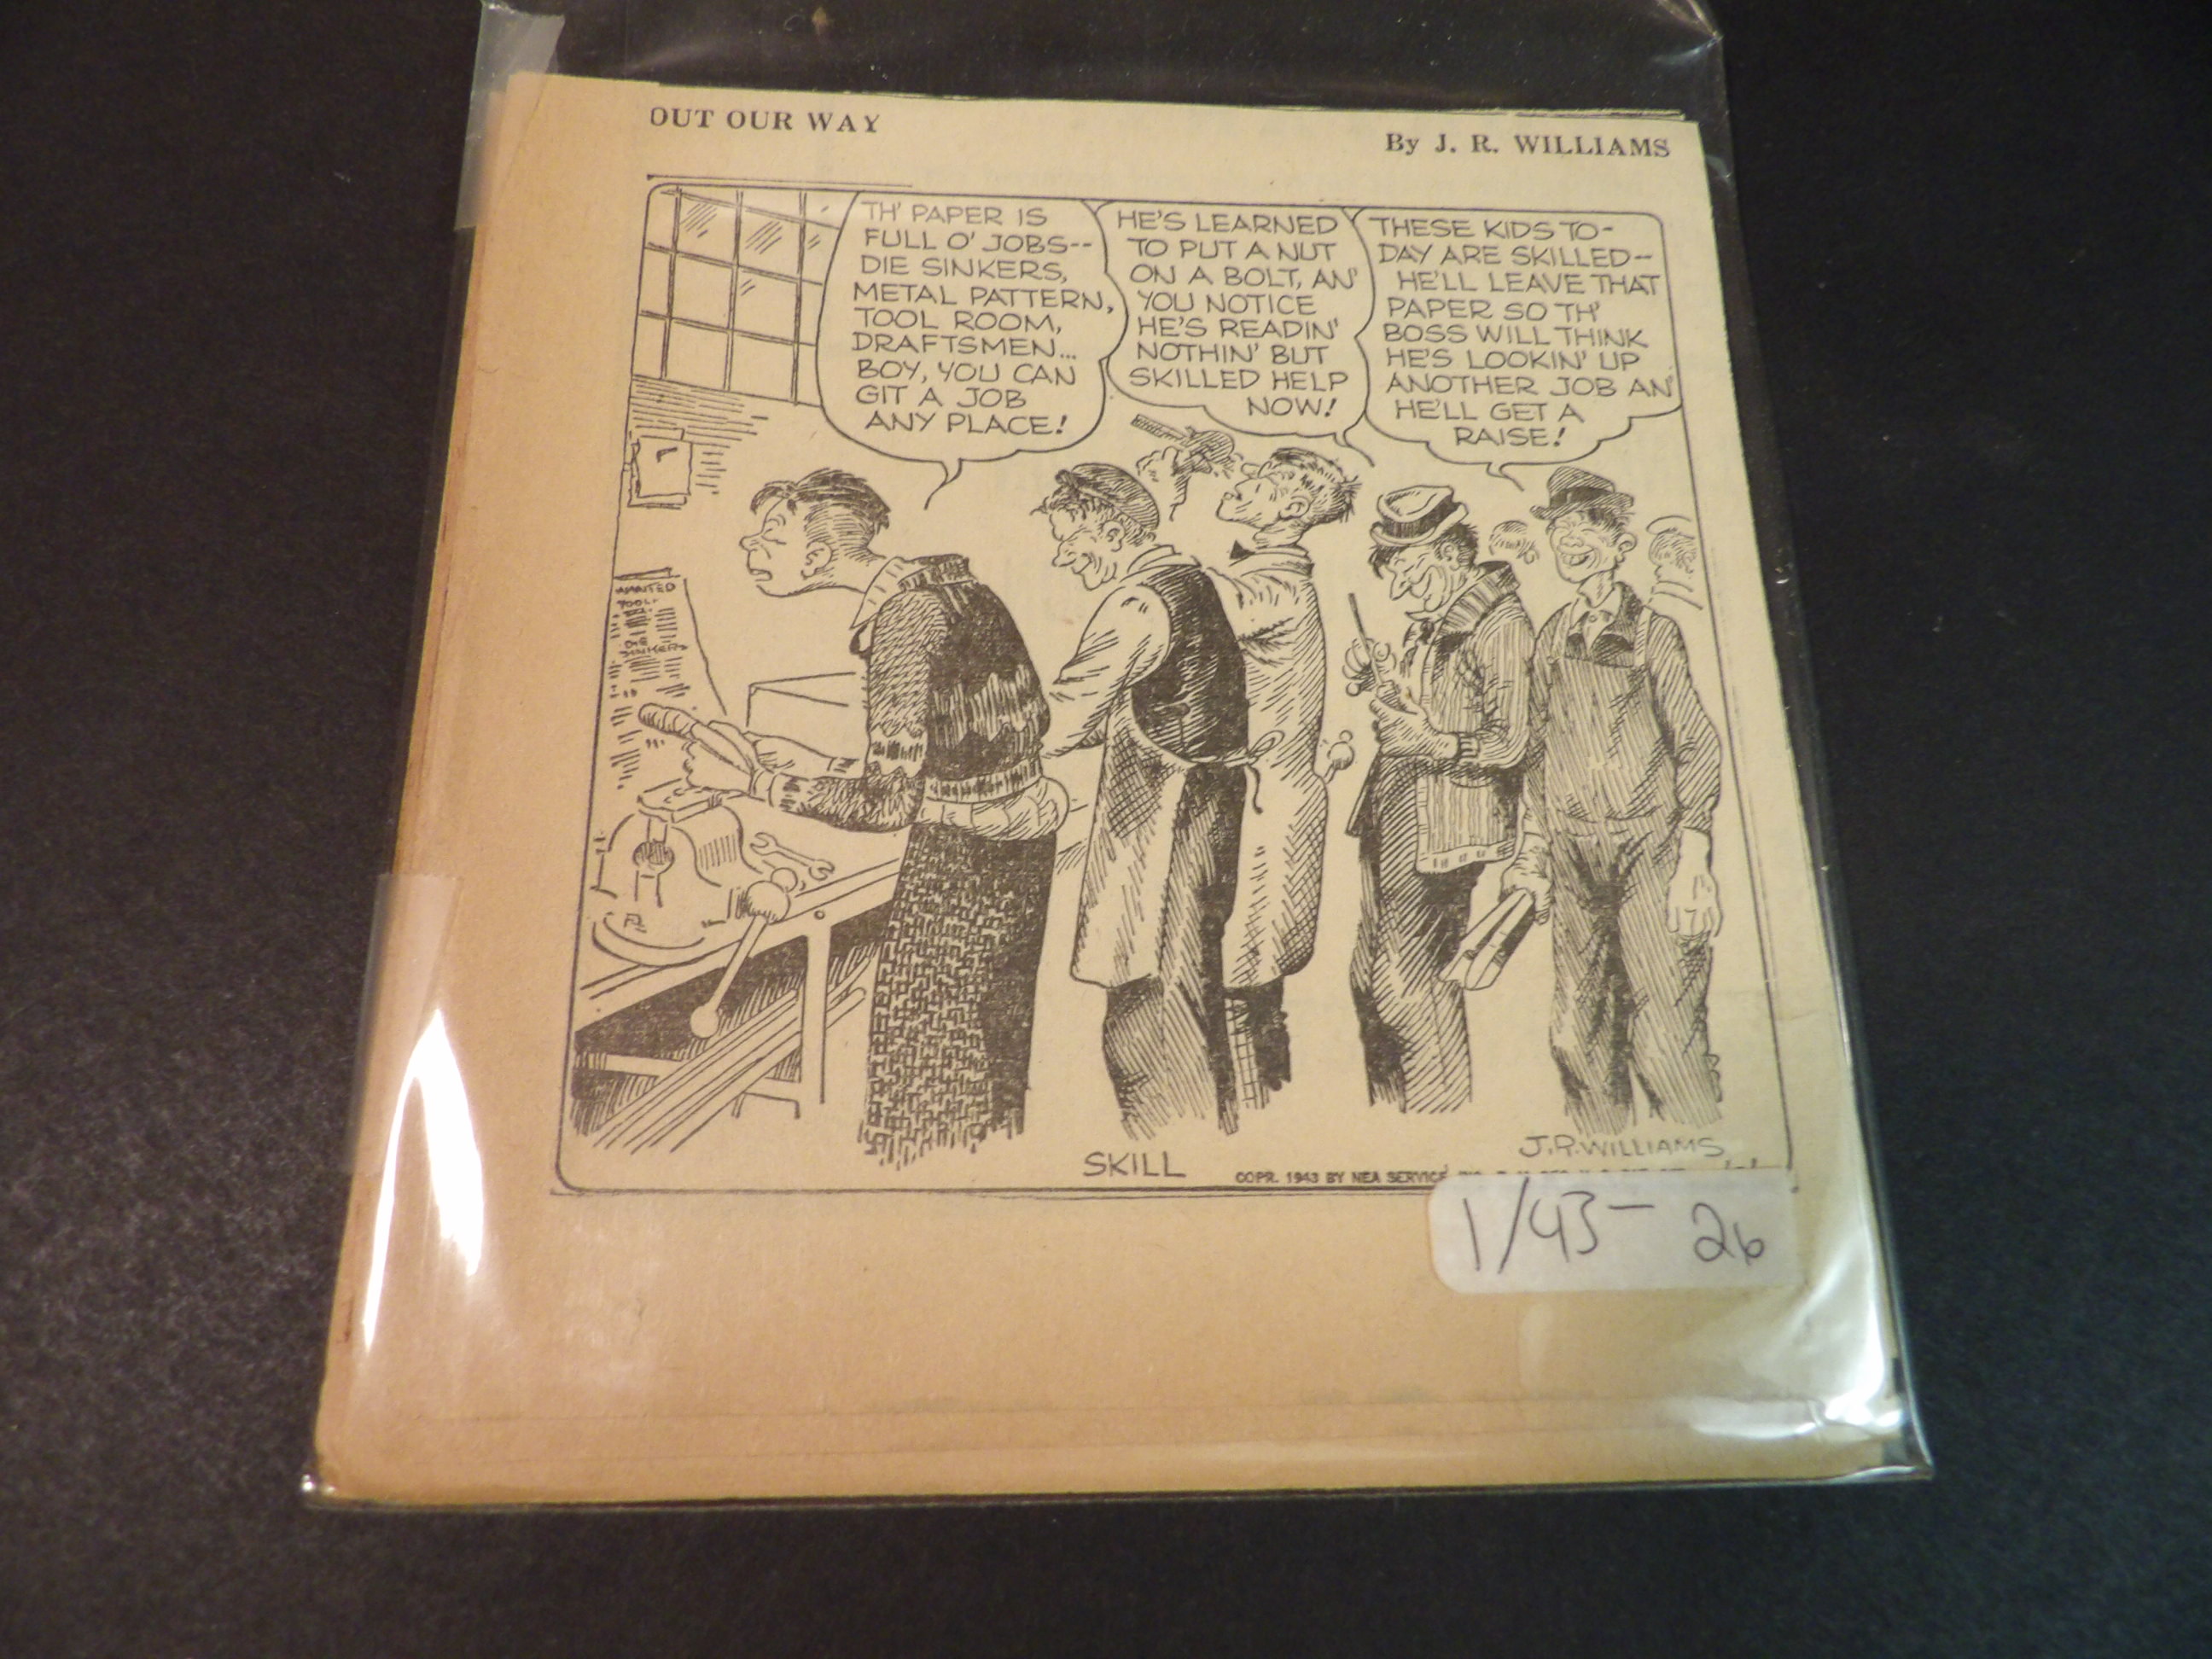 OUT OUR WAY
By J. R. WILLIAMS
TH' PAPER IS
FULL O' JOBS--
DIE SINKERS,
METAL PATTERN,
TOOL ROOM,
DRAFTSMEN...
BOY, YOU CAN
GIT A JOB
ANY PLACE!
HE'S LEARNED
TO PUT A NUT
ON A BOLT, AN'
YOU NOTICE
HE'S READIN'
NOTHIN' BUT
SKILLED HELP
NOW!
THESE KIDS TO-
DAY ARE SKILLED--
HE'LL LEAVE THAT
PAPER SO TH'
BOSS WILL THINK
HE'S LOOKIN' UP
ANOTHER JOB AN'
HE'LL GET A
RAISE!
WANTED
TOOL
DIE
SINKERS
SKILL
J.R.WILLIAMS
COPR. 1943 BY NEA SERVICE
1/43- 26